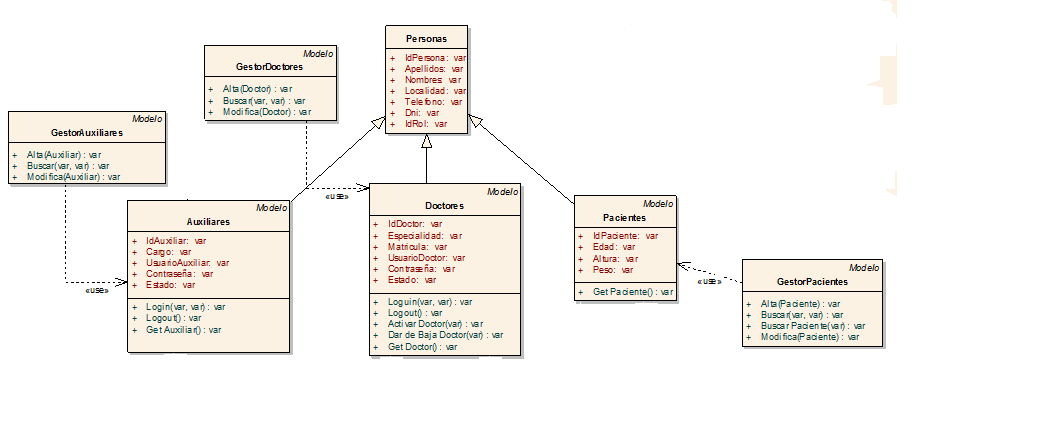 Personas
+ IdPersona: var
+ Apellidos: var
+ Nombres: var
+ Localidad: var
+ Telefono: var
+ Dni: var
+ IdRol: var
Modelo
GestorDoctores
+ Alta(Doctor) : var
+ Buscar(var, var) : var
+ Modifica(Doctor) : var
Modelo
GestorAuxiliares
+ Alta(Auxiliar) : var
+ Buscar(var, var) : var
+ Modifica(Auxiliar) : var
«use»
Modelo
Auxiliares
+ IdAuxiliar: var
+ Cargo: var
+ UsuarioAuxiliar: var
+ Contraseña: var
+ Estado: var
+ Login(var, var) : var
+ Logout() : var
+ Get Auxiliar() : var
«use»
Modelo
Doctores
+ IdDoctor: var
+ Especialidad: var
+ Matricula: var
+ UsuarioDoctor: var
+ Contraseña: var
+ Estado: var
+ Loguin(var, var) : var
+ Logout() : var
+ Activar Doctor(var) : var
+ Dar de Baja Doctor(var) : var
+ Get Doctor() : var
Modelo
Pacientes
+ IdPaciente: var
+ Edad: var
+ Altura: var
+ Peso: var
+ Get Paciente() : var
«use»
Modelo
GestorPacientes
+ Alta(Paciente) : var
+ Buscar(var, var) : var
+ Buscar Paciente(var) : var
+ Modifica(Paciente) : var